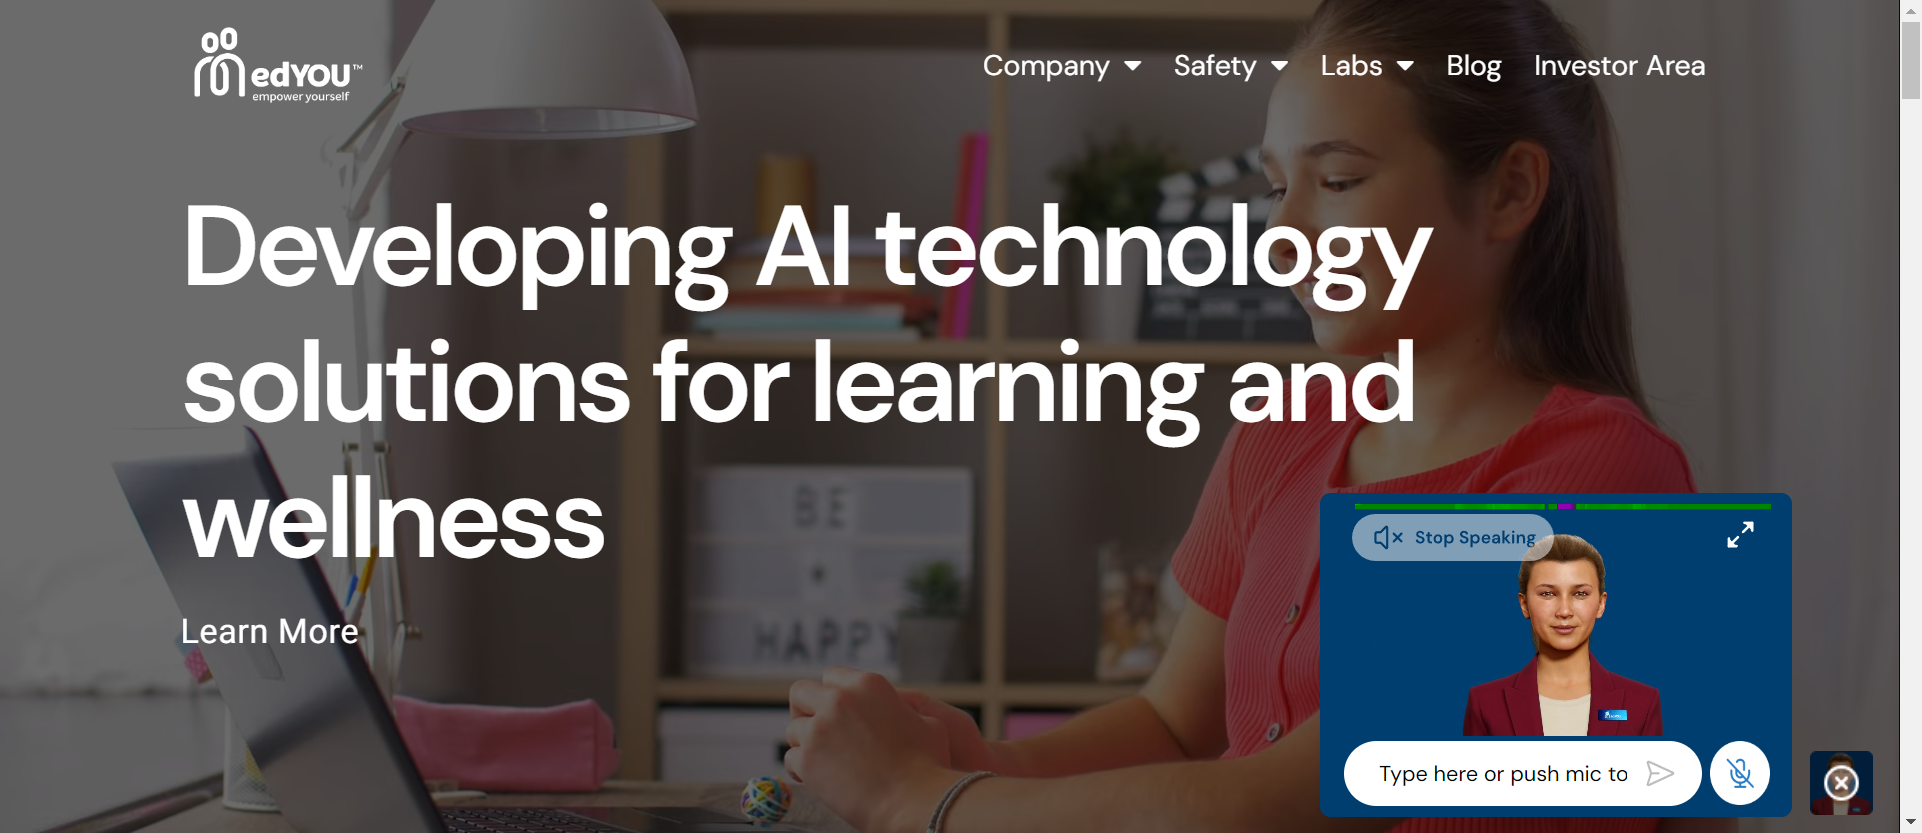 edYOU™
empower yourself
Company
Safety
Labs
Blog
Investor Area
Developing AI technology
solutions for learning and
wellness
Learn More
BE
HAPPY
Stop Speaking
Type here or push mic to